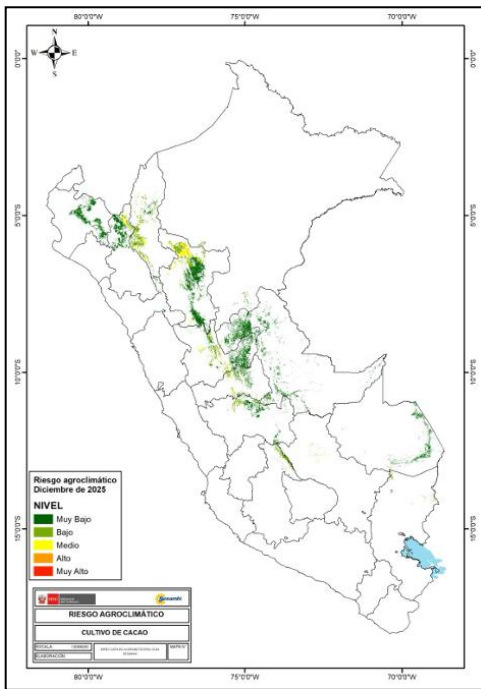 80°0'0"W 75°0'0"W 70°0'0"W
N
W E
S
0°0'0"
0°0'0"
5°0'0"S
5°0'0"S
10°0'0"S
10°0'0"S
15°0'0"S
15°0'0"S
Riesgo agroclimático
Diciembre de 2025
NIVEL
Muy Bajo
Bajo
Medio
Alto
Muy Alto
PERÚ
Senamhi
RIESGO AGROCLIMÁTICO
CULTIVO DE CACAO
ESCALA
MAPA N°
ELABORACIÓN
80°0'0"W 75°0'0"W 70°0'0"W